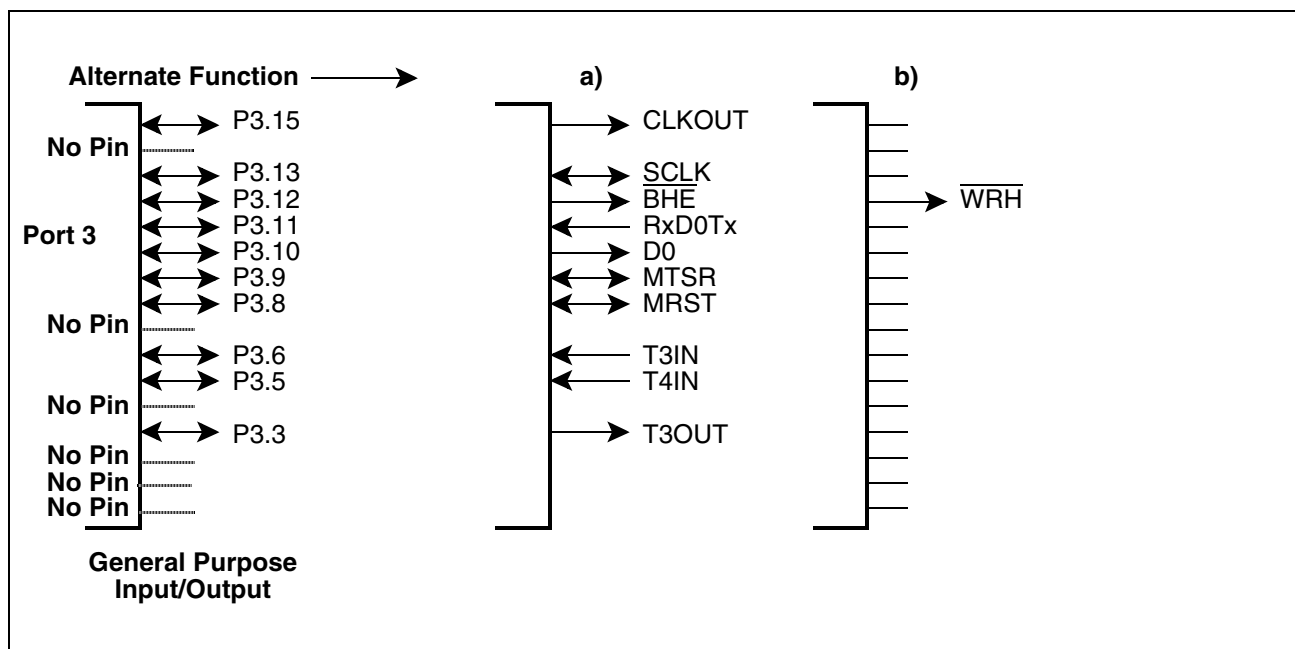 Alternate Function a) b)
P3.15 CLKOUT
No Pin
P3.13 SCLK
P3.12 BHE WRH
P3.11 RxD0Tx
Port 3
P3.10 D0
P3.9 MTSR
P3.8 MRST
No Pin
P3.6 T3IN
P3.5 T4IN
No Pin
P3.3 T3OUT
No Pin
No Pin
No Pin
General Purpose
Input/Output